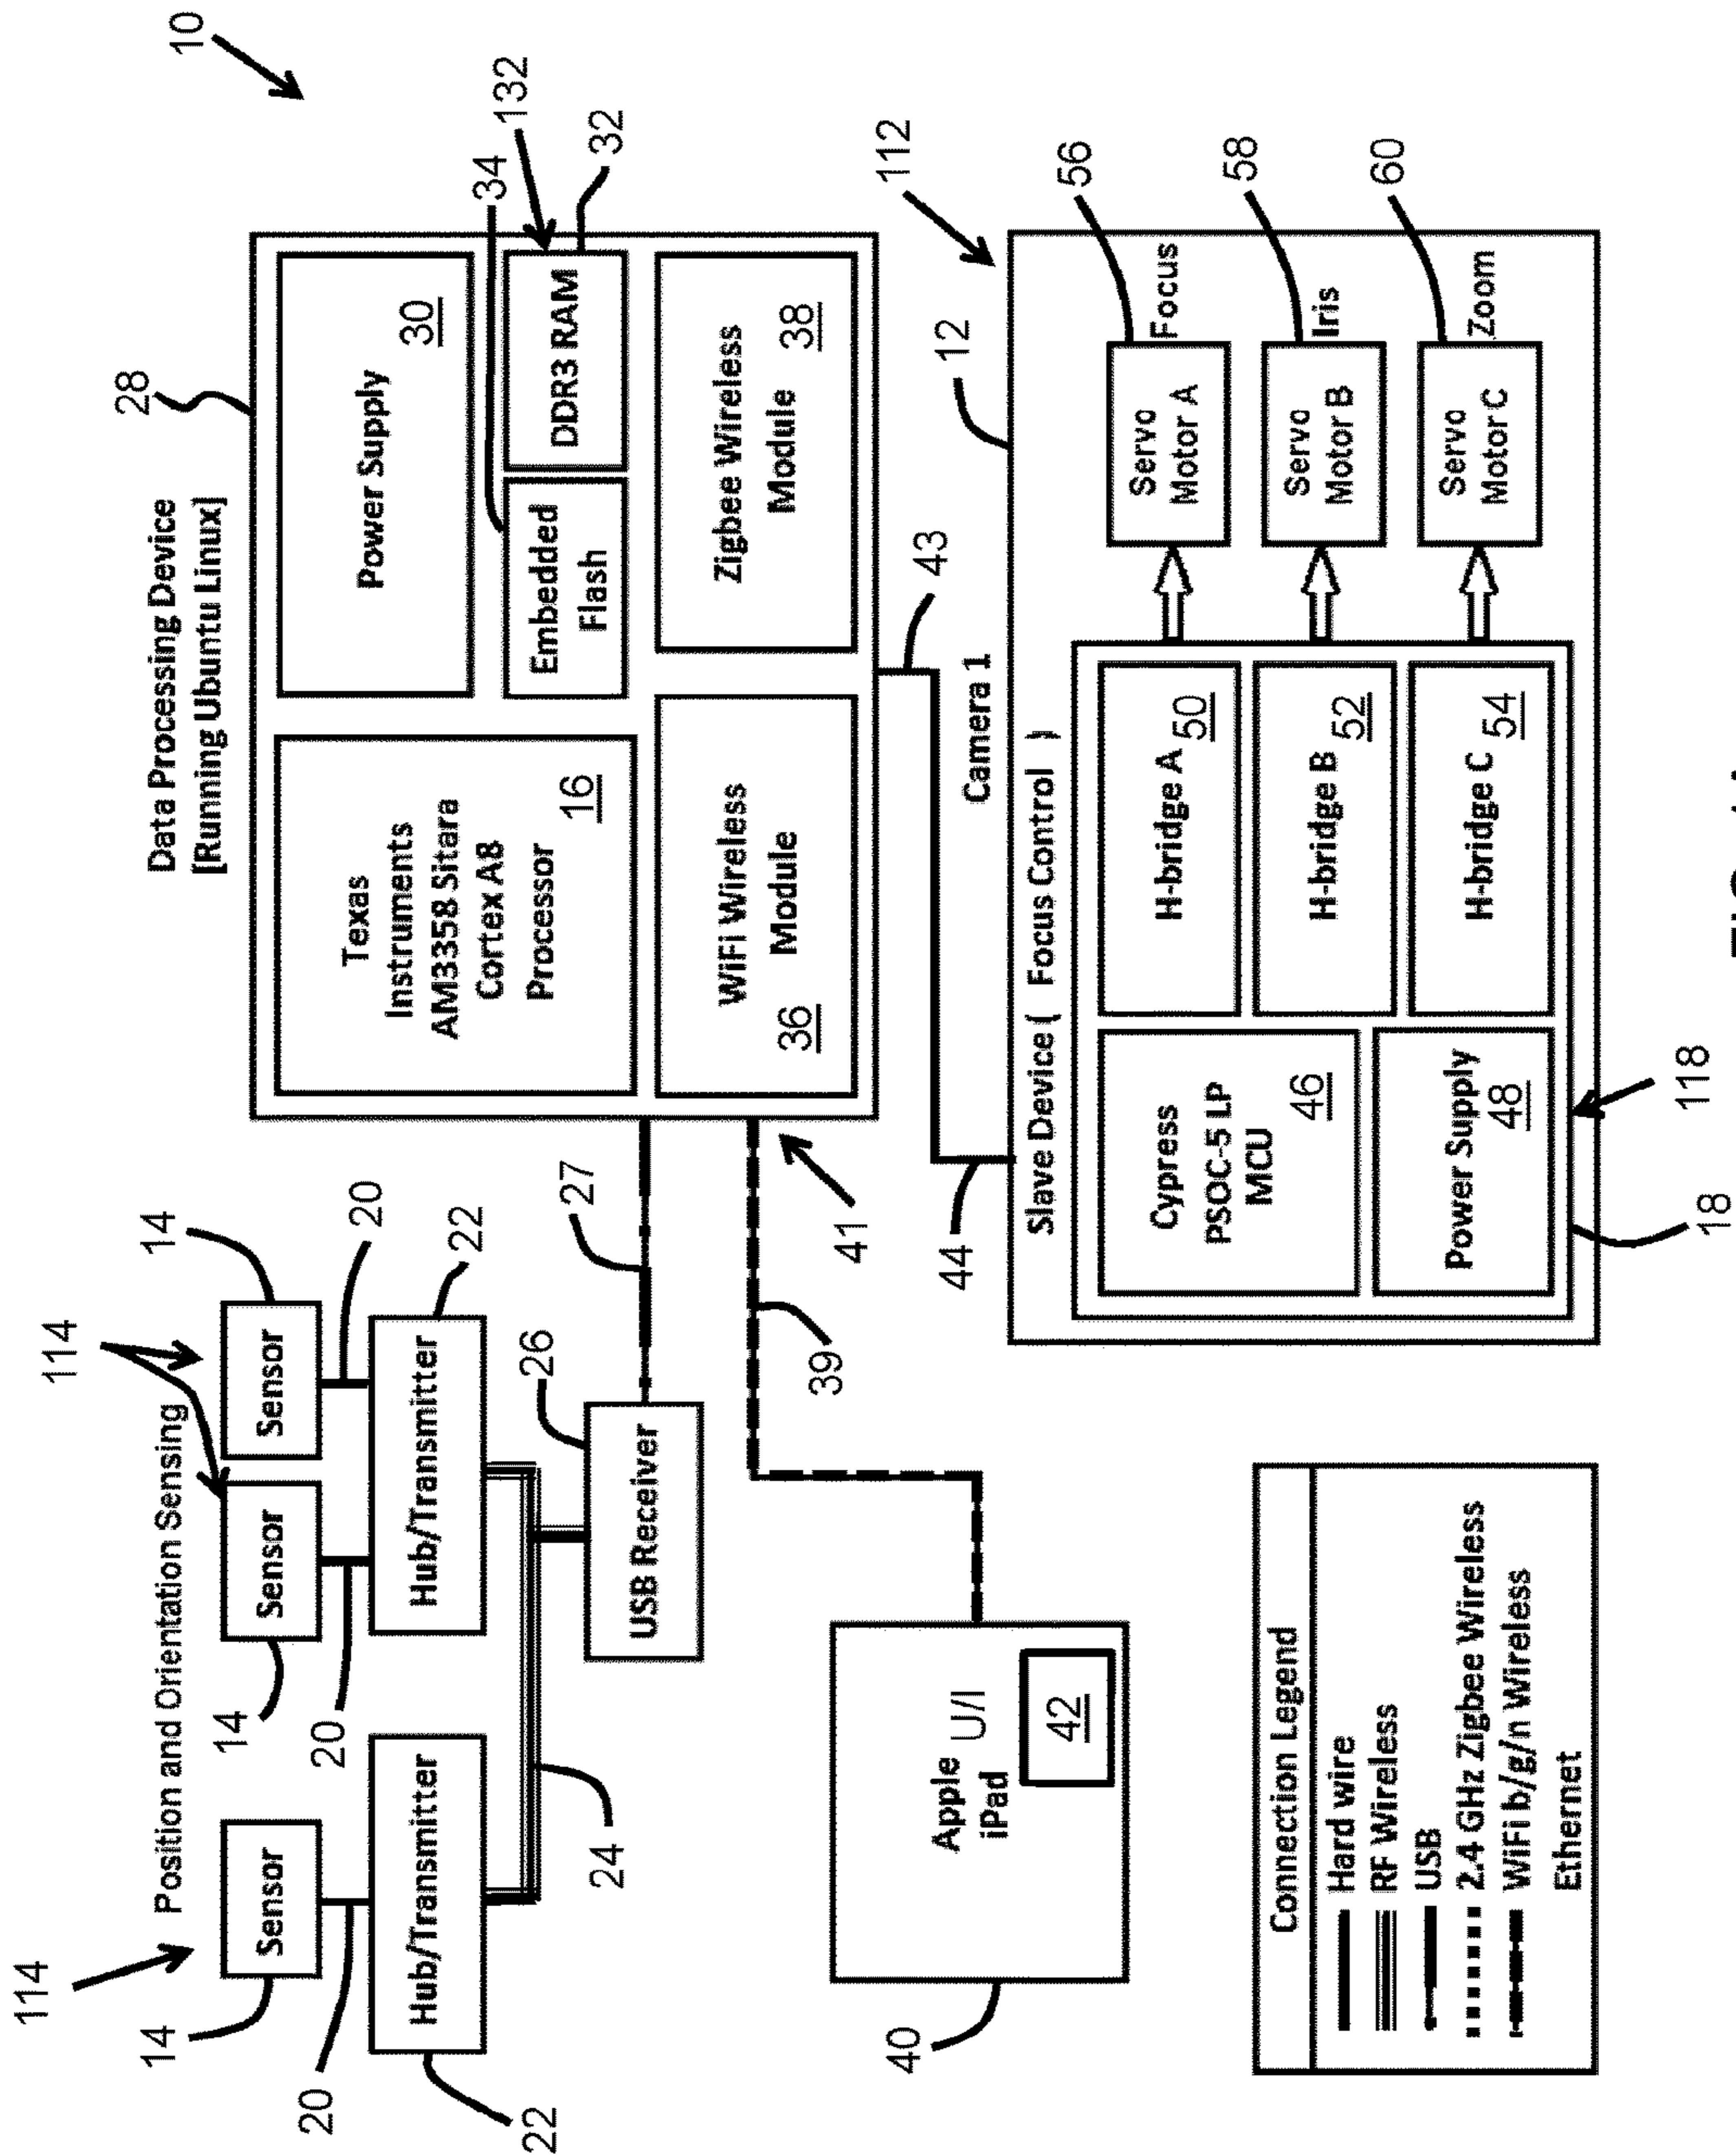 10
Position and Orientation Sensing
114
114
14
14
14
Sensor
Sensor
Sensor
20
20
20
Hub/Transmitter
Hub/Transmitter
22
22
24
26
USB Receiver
27
Data Processing Device
[Running Ubuntu Linux]
28
Texas
Instruments
AM3358 Sitara
Cortex A8
Processor
16
Power Supply
30
34
132
32
Embedded
Flash
DDR3 RAM
WiFi Wireless
Module
36
Zigbee Wireless
Module
38
39
41
43
44
Apple U/I
iPad
42
40
Camera 1
12
112
Slave Device ( Focus Control )
Cypress
PSOC-5 LP
MCU
46
Power Supply
48
H-bridge A
50
H-bridge B
52
H-bridge C
54
Servo
Motor A
Focus
56
Servo
Motor B
Iris
58
Servo
Motor C
Zoom
60
18
118
Connection Legend
Hard wire
RF Wireless
USB
2.4 GHz Zigbee Wireless
WiFi b/g/n Wireless
Ethernet